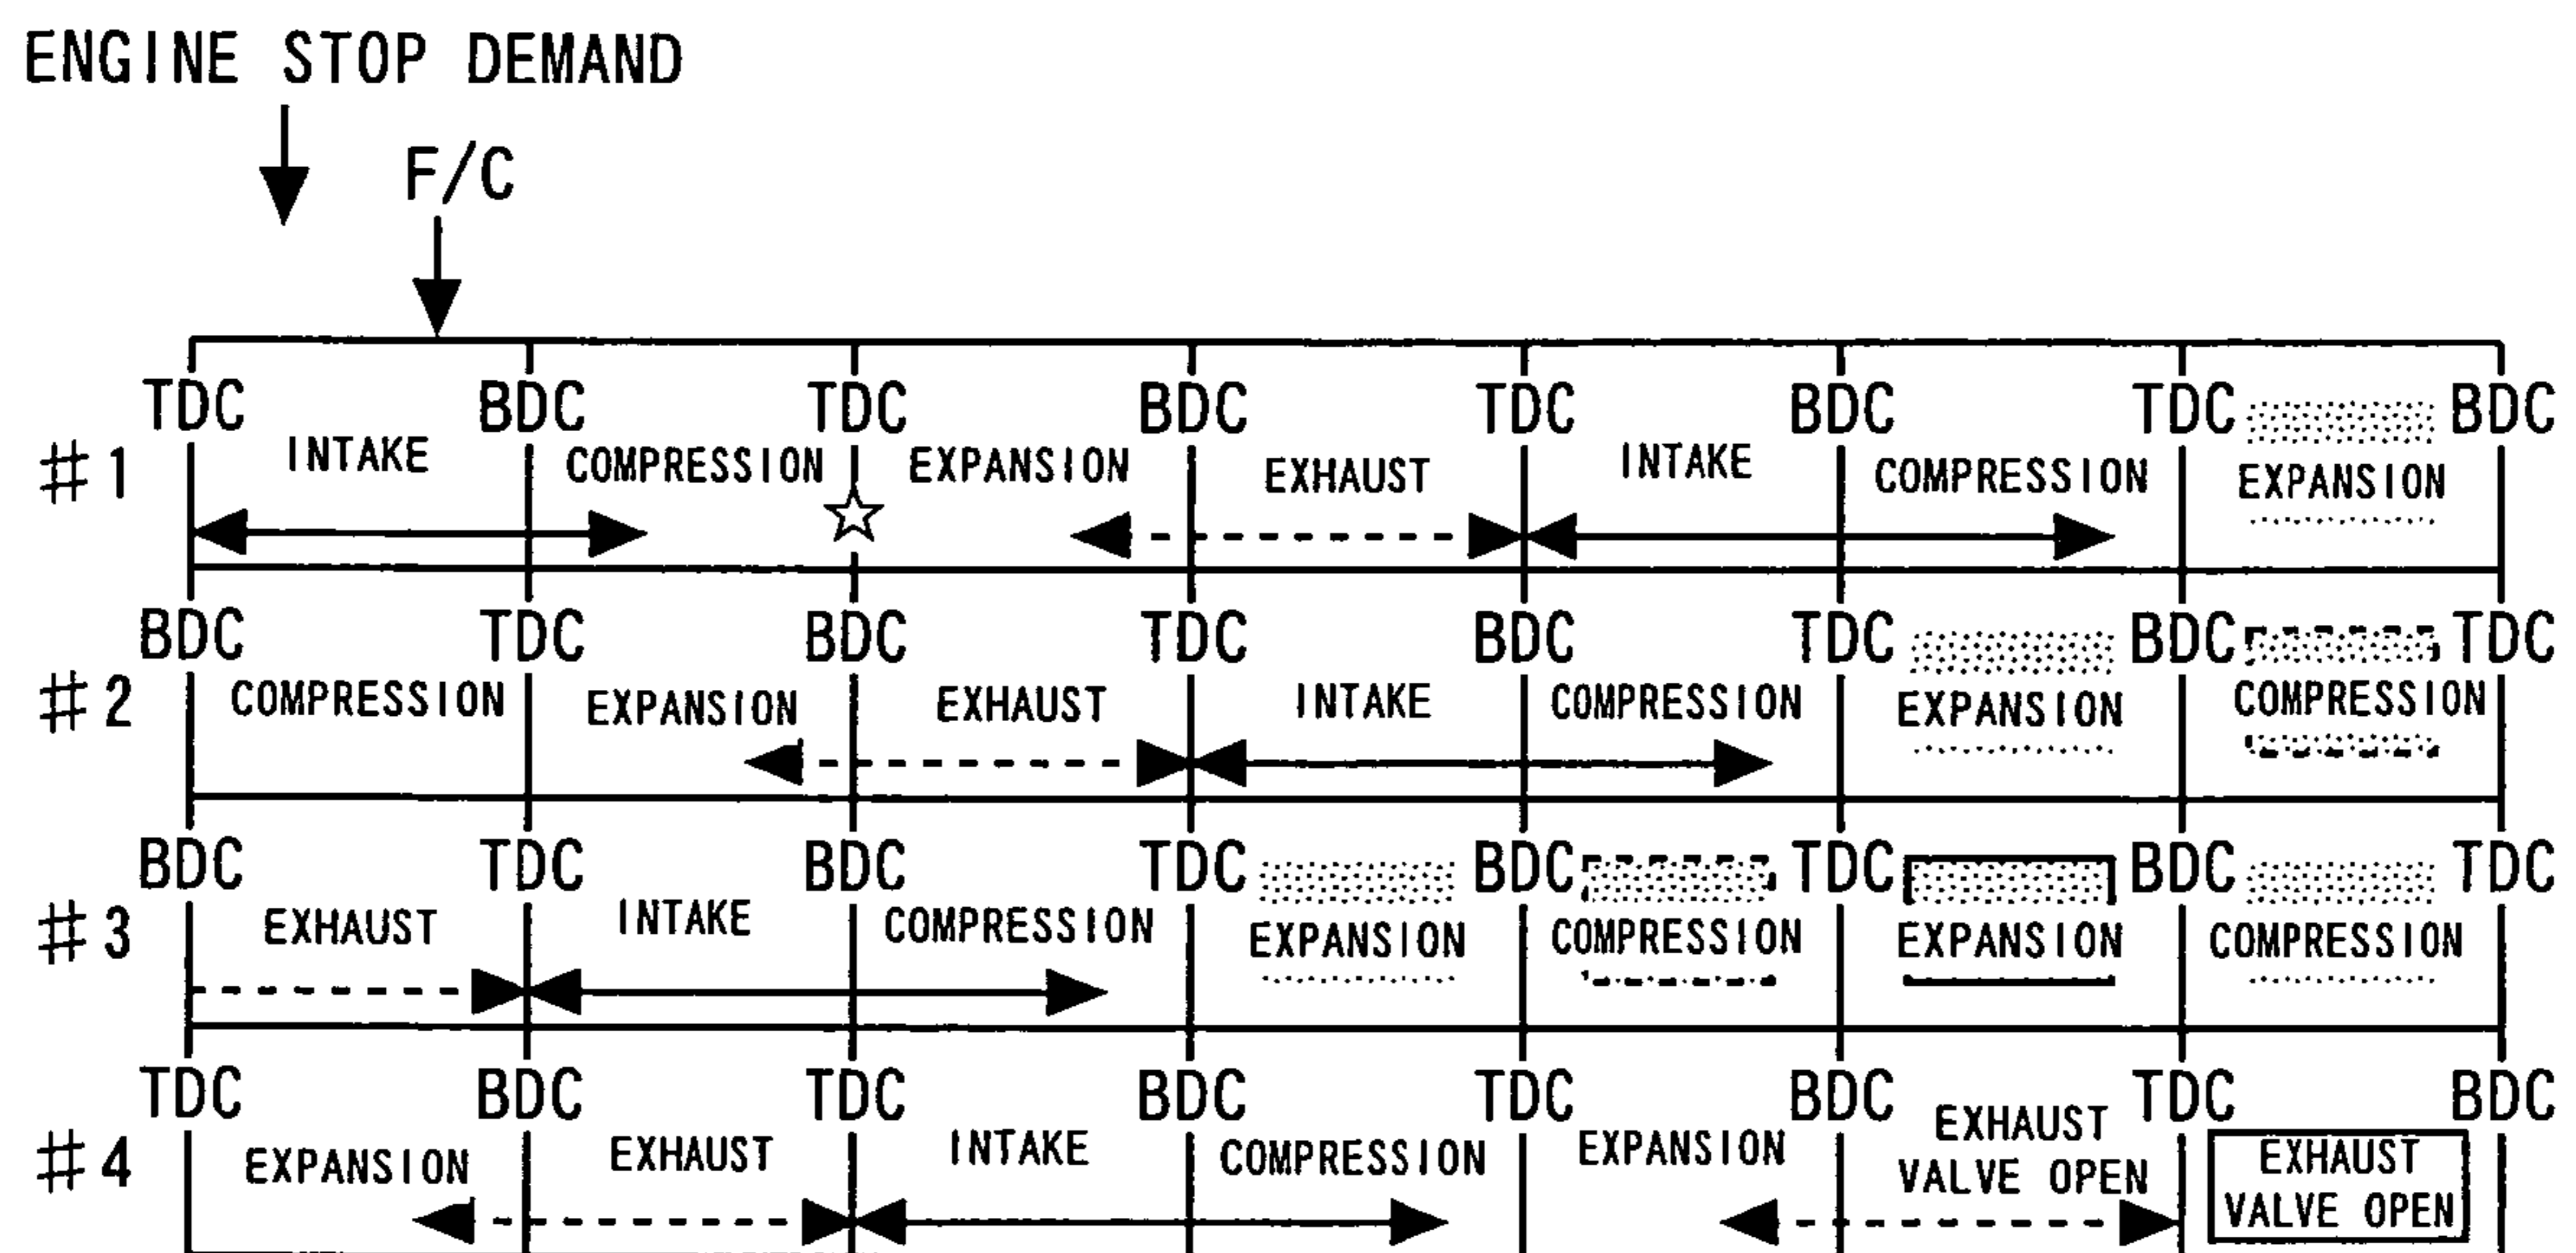 ENGINE STOP DEMAND
F/C
TDC BDC TDC BDC TDC BDC TDC BDC
#1 INTAKE COMPRESSION EXPANSION EXHAUST INTAKE COMPRESSION EXPANSION
BDC TDC BDC TDC BDC TDC BDC TDC
#2 COMPRESSION EXPANSION EXHAUST INTAKE COMPRESSION EXPANSION COMPRESSION
BDC TDC BDC TDC BDC TDC BDC TDC
#3 EXHAUST INTAKE COMPRESSION EXPANSION COMPRESSION EXPANSION COMPRESSION
TDC BDC TDC BDC TDC BDC TDC BDC
#4 EXPANSION EXHAUST INTAKE COMPRESSION EXPANSION EXHAUST VALVE OPEN EXHAUST VALVE OPEN